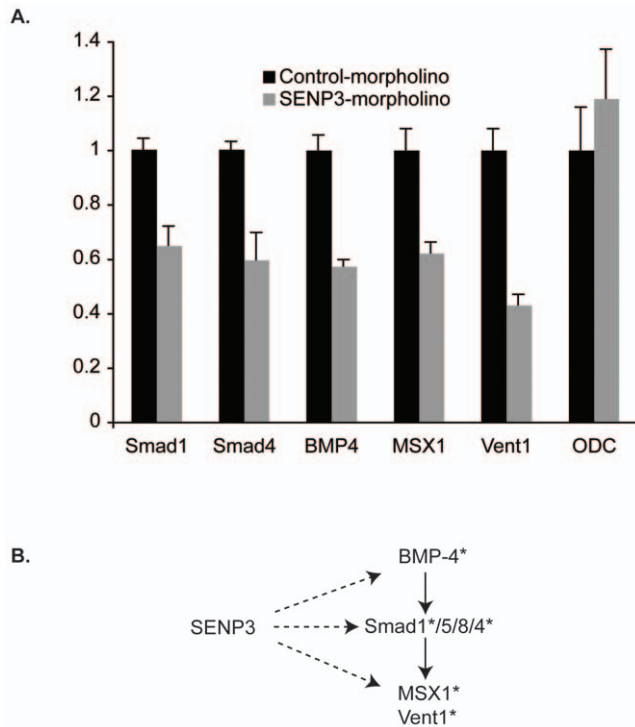 A.
1.4
1.2
1
0.8
0.6
0.4
0.2
0
Control-morpholino
SENP3-morpholino
Smad1 Smad4 BMP4 MSX1 Vent1 ODC
B.
BMP-4*
SENP3 Smad1*/5/8/4*
MSX1*
Vent1*